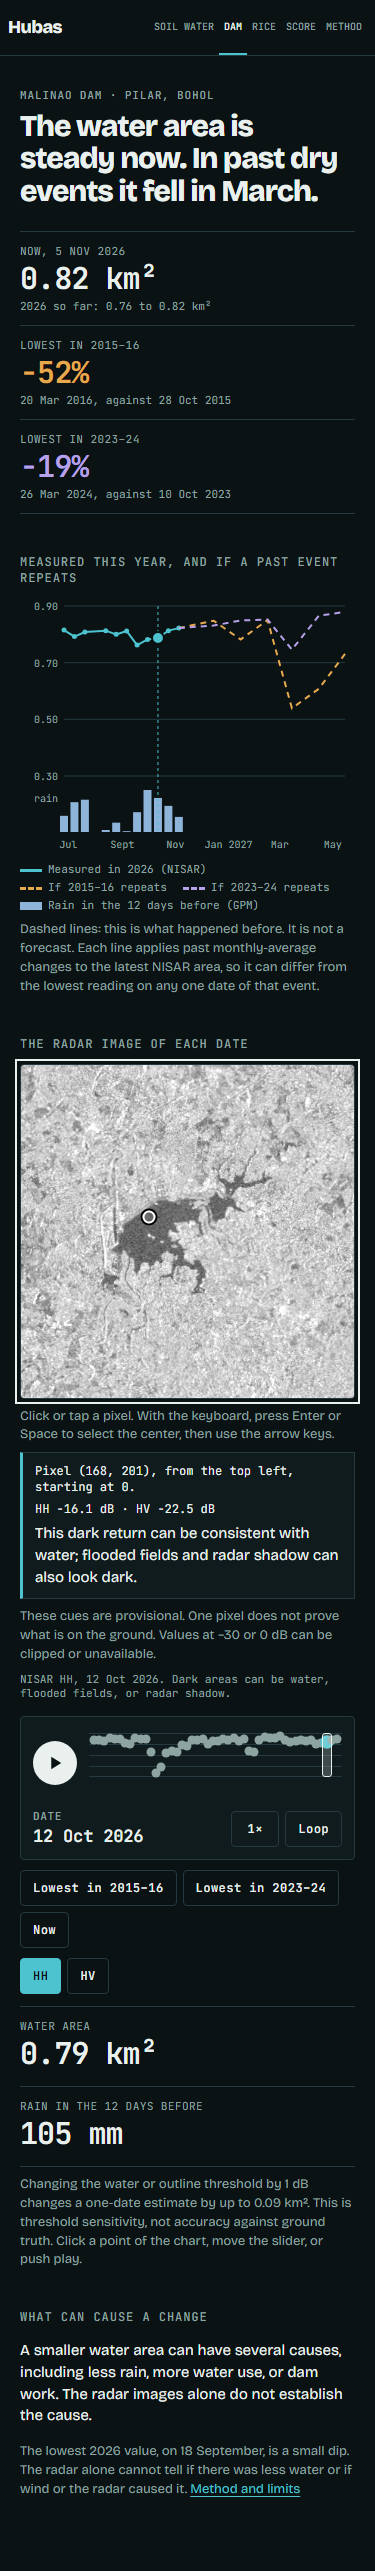 Hubas
SOIL WATER DAM RICE SCORE METHOD
MALINAO DAM · PILAR, BOHOL
The water area is
steady now. In past dry
events it fell in March.
NOW, 5 NOV 2026
0.82 km²
2026 so far: 0.76 to 0.82 km²
LOWEST IN 2015–16
-52%
20 Mar 2016, against 28 Oct 2015
LOWEST IN 2023–24
-19%
26 Mar 2024, against 10 Oct 2023
MEASURED THIS YEAR, AND IF A PAST EVENT
REPEATS
0.90
0.70
0.50
0.30
rain
Jul Sept Nov Jan 2027 Mar May
Measured in 2026 (NISAR)
If 2015–16 repeats If 2023–24 repeats
Rain in the 12 days before (GPM)
Dashed lines: this is what happened before. It is not a
forecast. Each line applies past monthly-average
changes to the latest NISAR area, so it can differ from
the lowest reading on any one date of that event.
THE RADAR IMAGE OF EACH DATE
Click or tap a pixel. With the keyboard, press Enter or
Space to select the center, then use the arrow keys.
Pixel (168, 201), from the top left,
starting at 0.
HH -16.1 dB · HV -22.5 dB
This dark return can be consistent with
water; flooded fields and radar shadow can
also look dark.
These cues are provisional. One pixel does not prove
what is on the ground. Values at −30 or 0 dB can be
clipped or unavailable.
NISAR HH, 12 Oct 2026. Dark areas can be water,
flooded fields, or radar shadow.
DATE
12 Oct 2026
1×
Loop
Lowest in 2015–16
Lowest in 2023–24
Now
HH
HV
WATER AREA
0.79 km²
RAIN IN THE 12 DAYS BEFORE
105 mm
Changing the water or outline threshold by 1 dB
changes a one-date estimate by up to 0.09 km². This is
threshold sensitivity, not accuracy against ground
truth. Click a point of the chart, move the slider, or
push play.
WHAT CAN CAUSE A CHANGE
A smaller water area can have several causes,
including less rain, more water use, or dam
work. The radar images alone do not establish
the cause.
The lowest 2026 value, on 18 September, is a small dip.
The radar alone cannot tell if there was less water or if
wind or the radar caused it. Method and limits